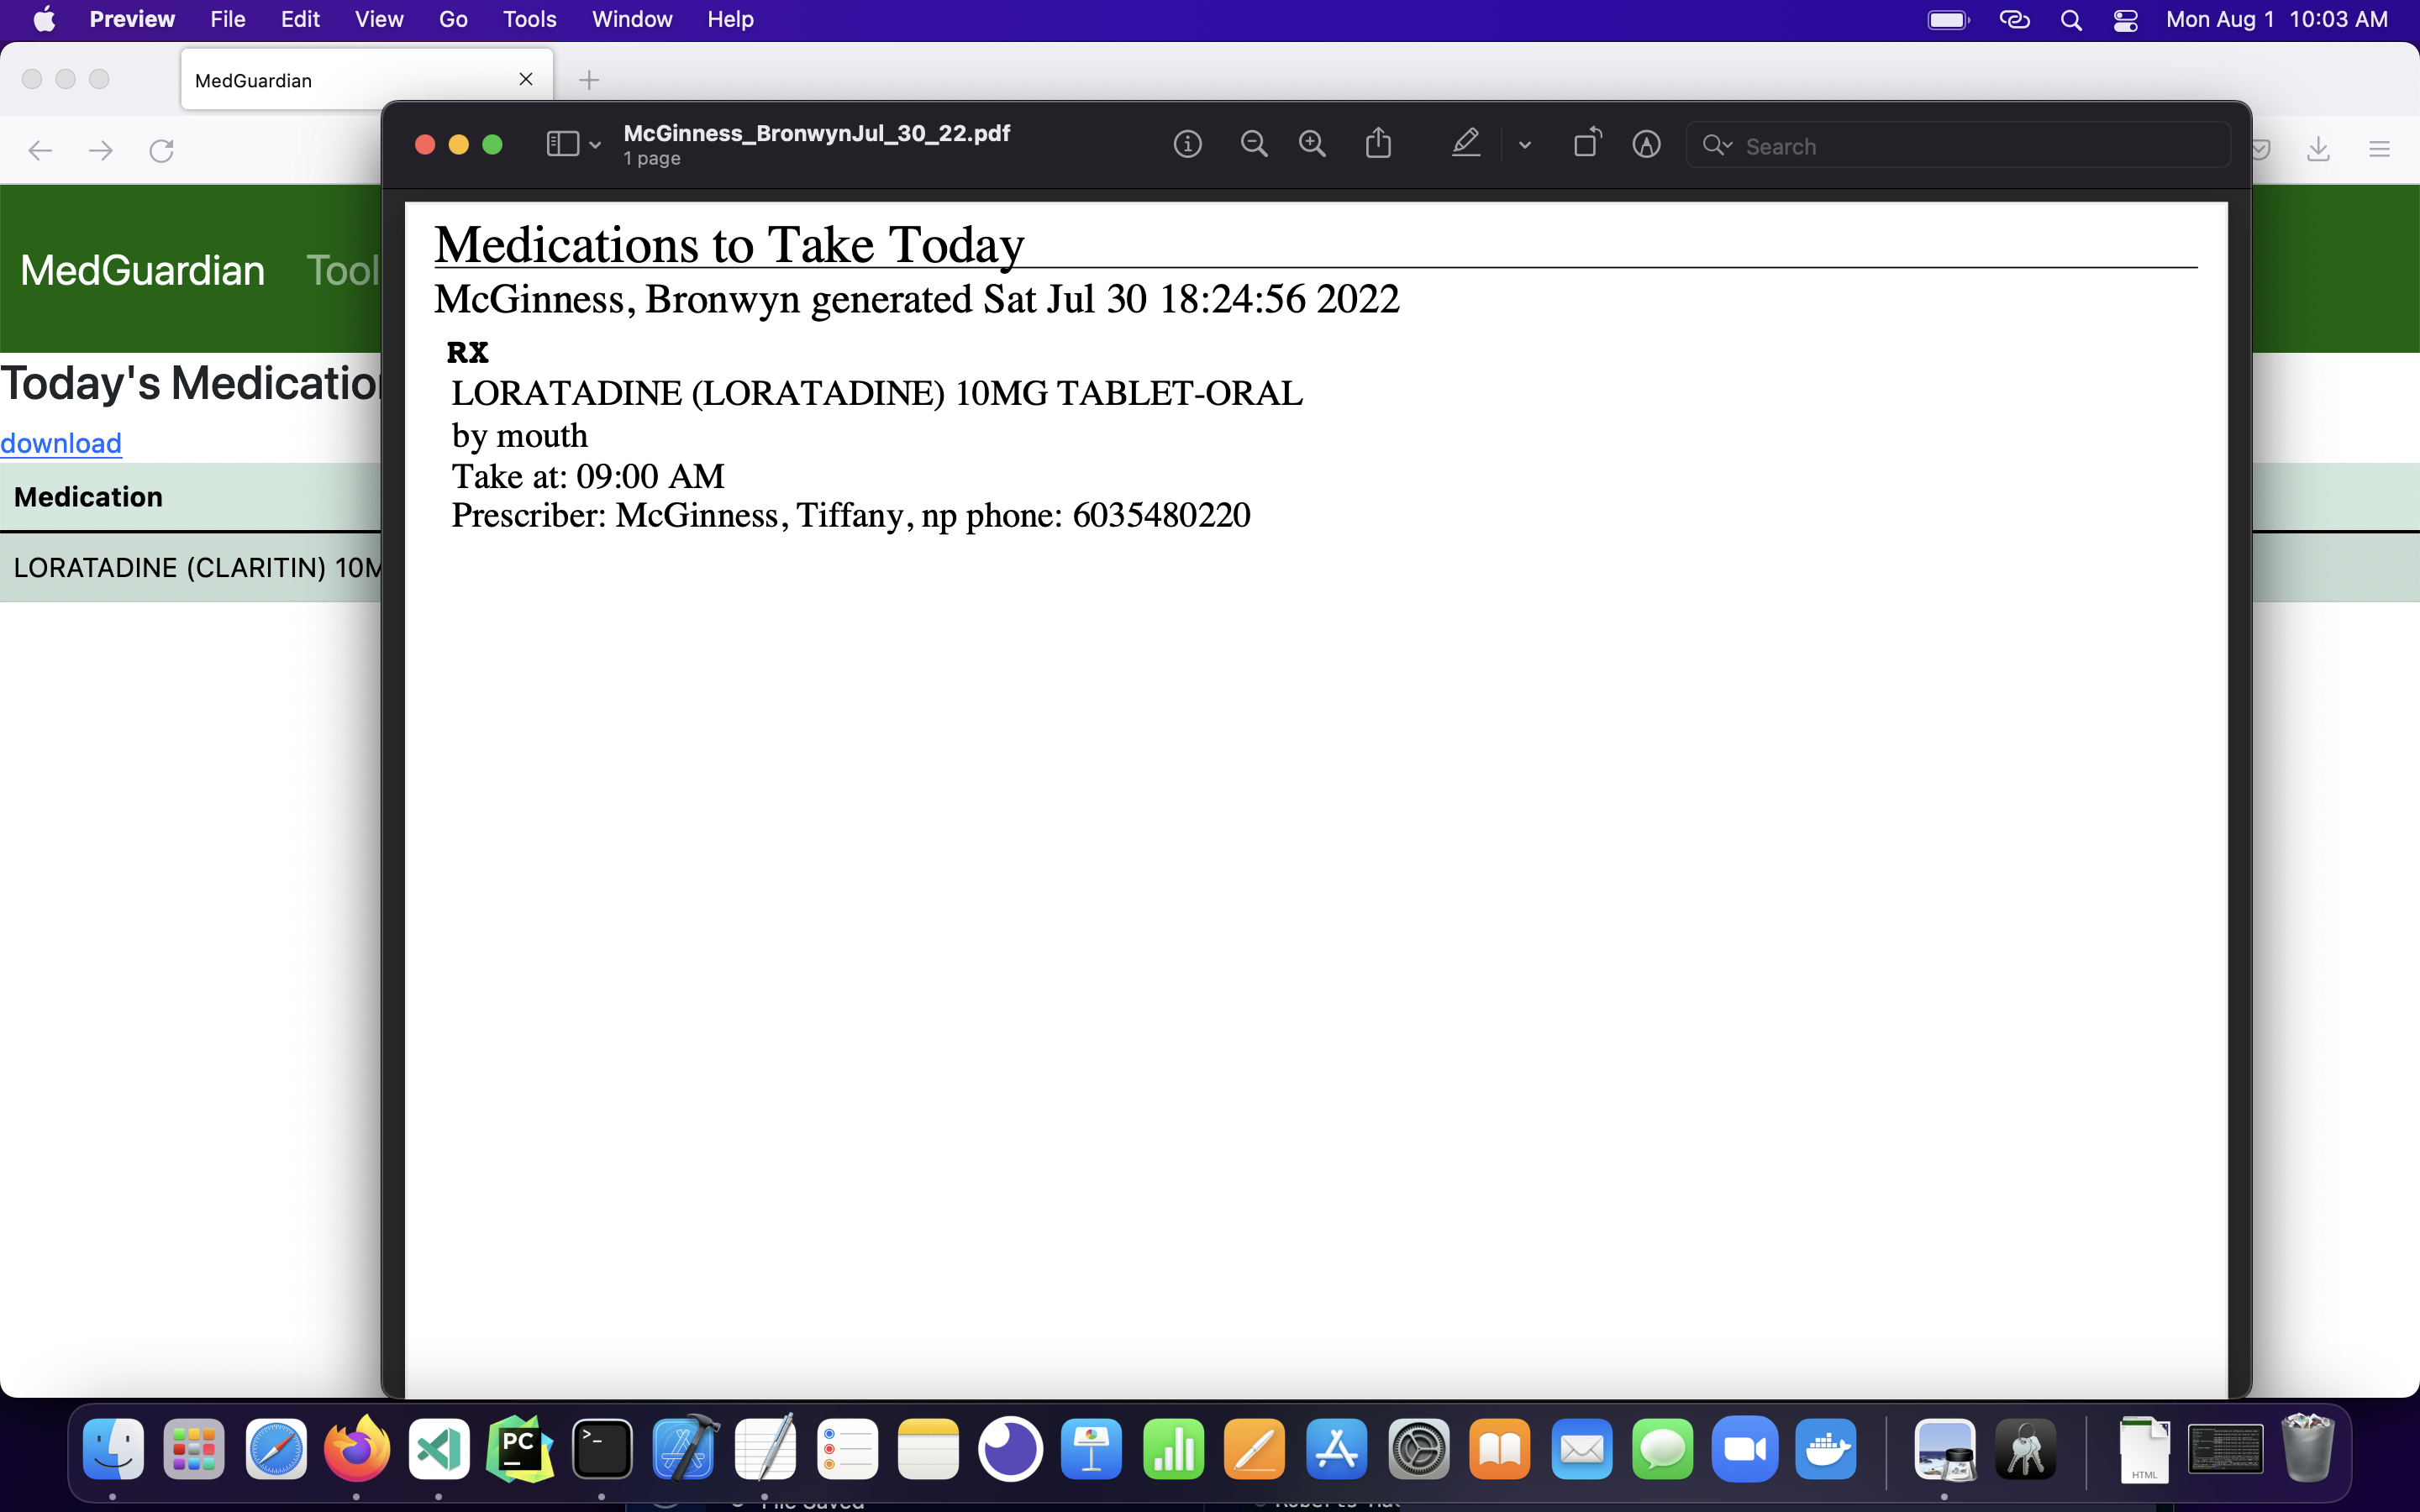 Preview File Edit View Go Tools Window Help Mon Aug 1 10:03 AM
MedGuardian
McGinness_BronwynJul_30_22.pdf
1 page
Search
MedGuardian Tool
Today's Medication
download
Medication
LORATADINE (CLARITIN) 10M
Medications to Take Today
McGinness, Bronwyn generated Sat Jul 30 18:24:56 2022
RX
LORATADINE (LORATADINE) 10MG TABLET-ORAL
by mouth
Take at: 09:00 AM
Prescriber: McGinness, Tiffany, np phone: 6035480220
PC
HTML
File Saved